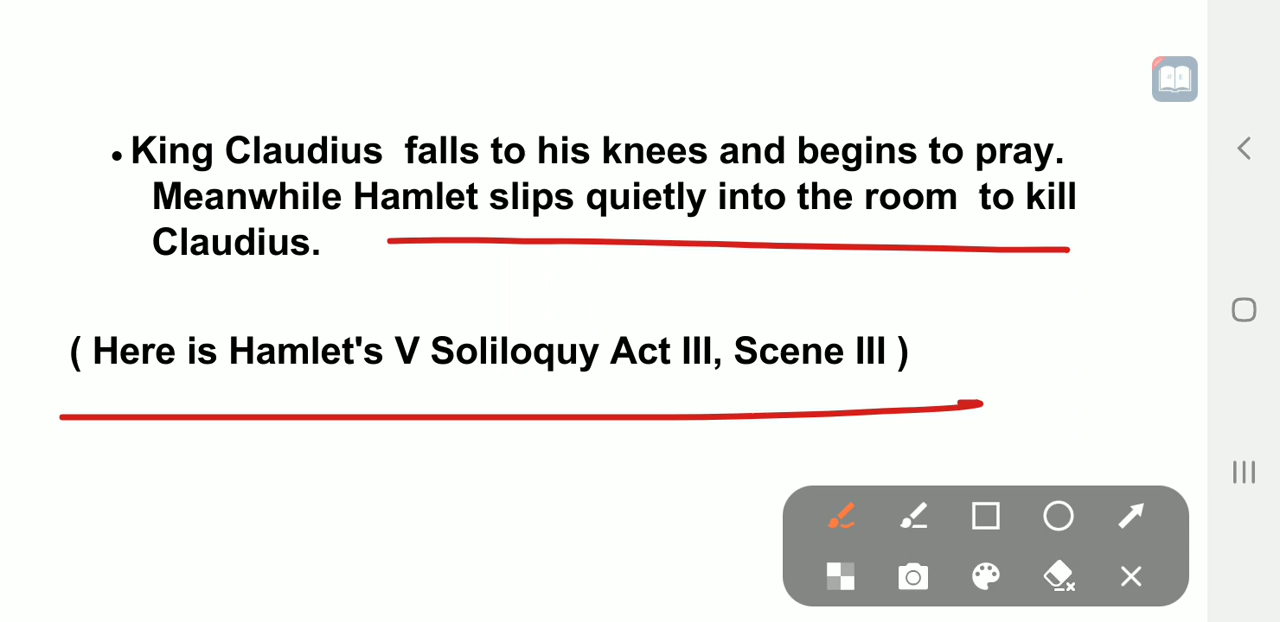 • King Claudius falls to his knees and begins to pray.
Meanwhile Hamlet slips quietly into the room to kill
Claudius.
( Here is Hamlet's V Soliloquy Act III, Scene III )